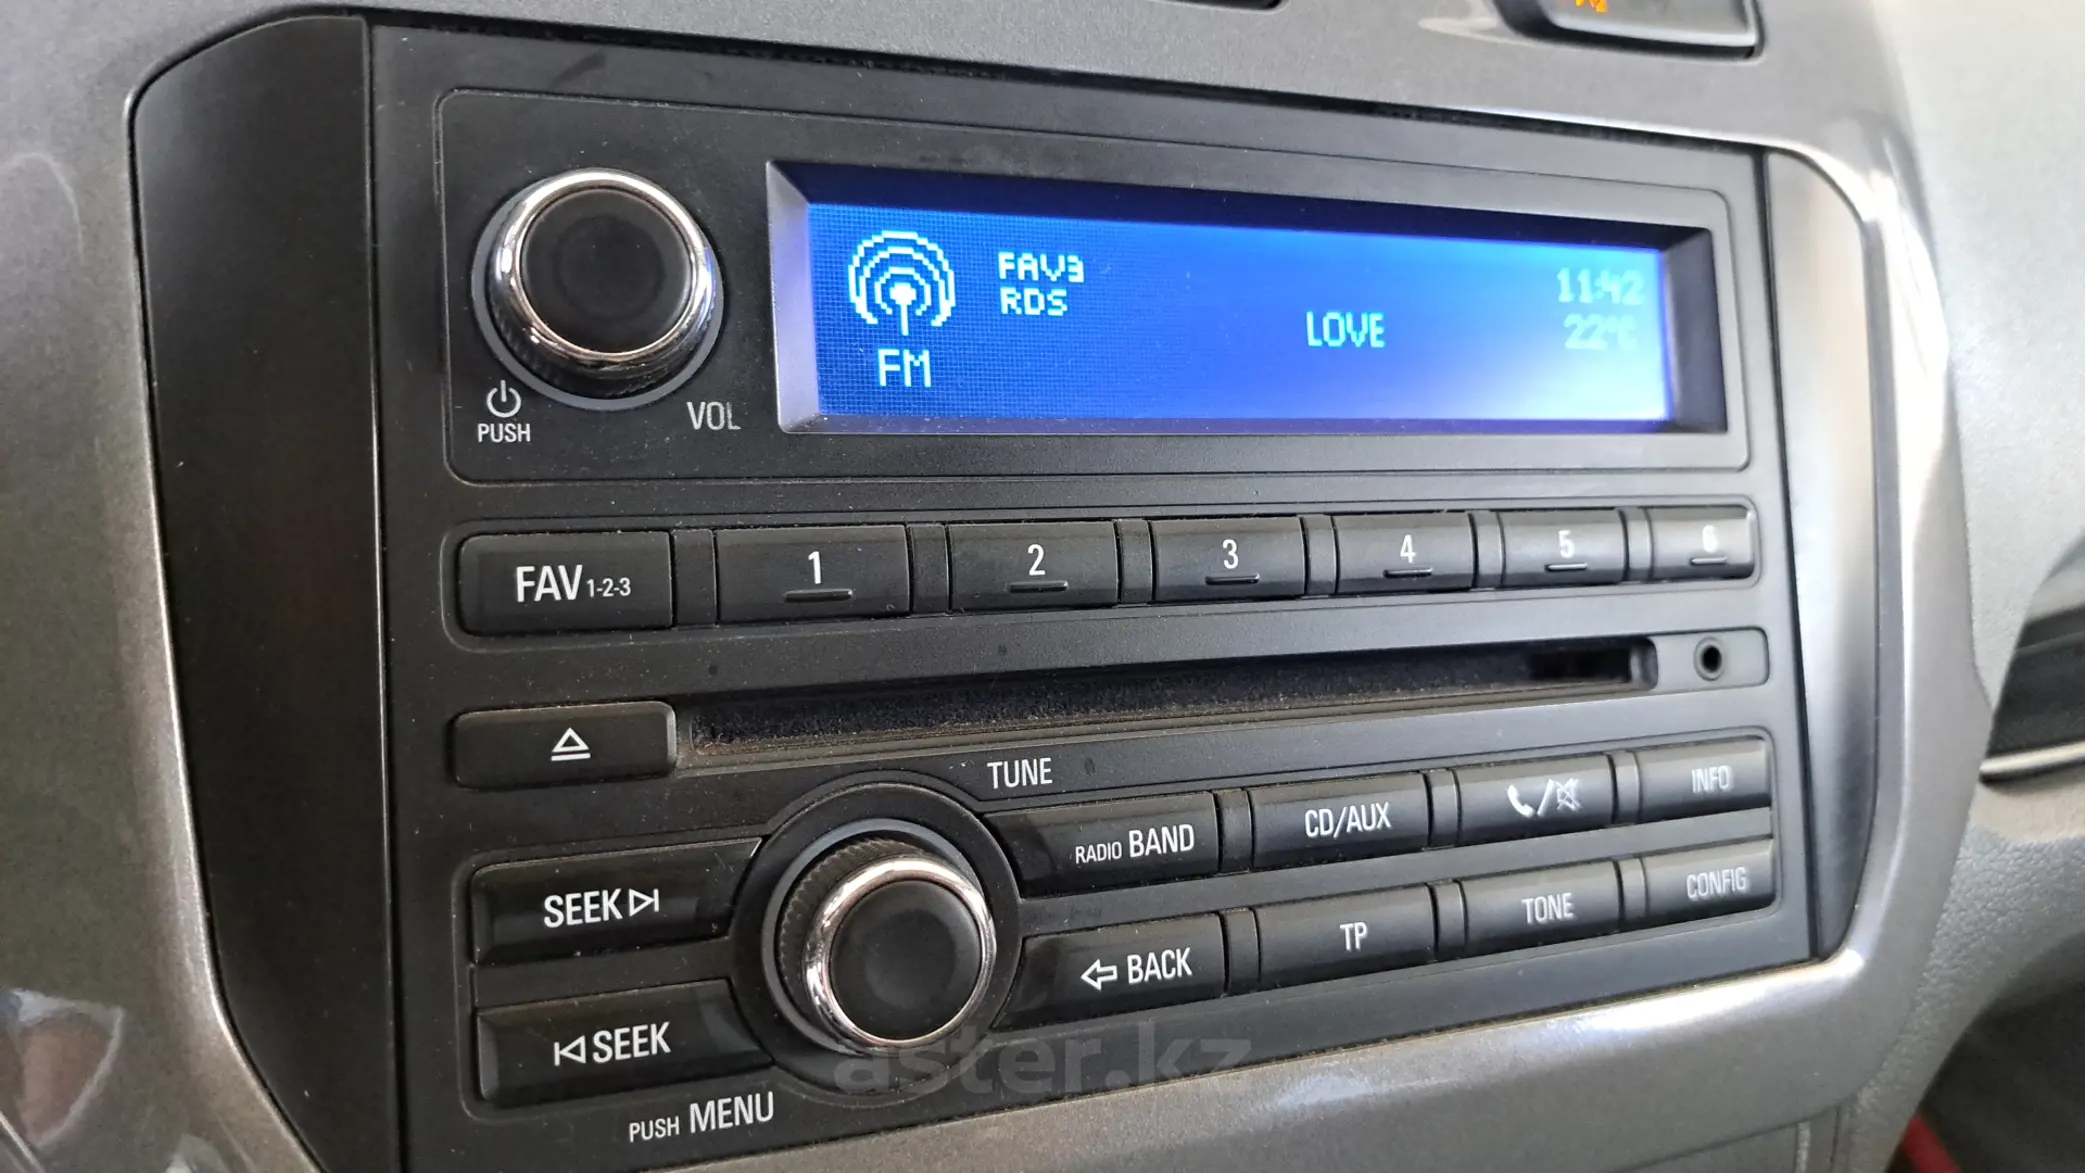 FAV3
RDS
FM
LOVE
11:42
22°C
PUSH
VOL
FAV 1-2-3
1
2
3
4
5
6
TUNE
RADIO BAND
CD/AUX
INFO
SEEK
BACK
TP
TONE
CONFIG
SEEK
PUSH MENU
aster.kz